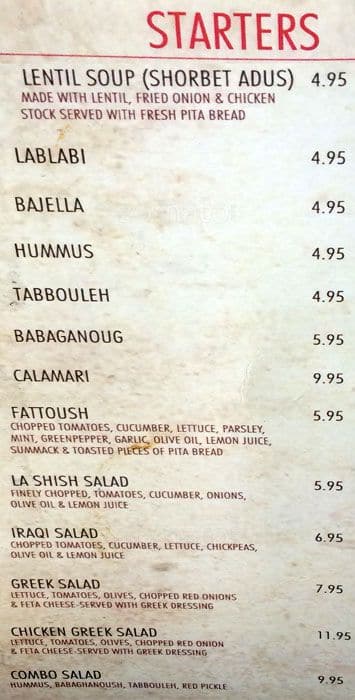 STARTERS
LENTIL SOUP (SHORBET ADUS) 4.95
MADE WITH LENTIL, FRIED ONION & CHICKEN
STOCK SERVED WITH FRESH PITA BREAD
LABLABI 4.95
BAJELLA 4.95
HUMMUS 4.95
TABBOULEH 4.95
BABAGANOUG 5.95
CALAMARI 9.95
FATTOUSH 5.95
CHOPPED TOMATOES, CUCUMBER, LETTUCE, PARSLEY,
MINT, GREENPEPPER, GARLIC, OLIVE OIL, LEMON JUICE,
SUMMACK & TOASTED PIECES OF PITA BREAD
LA SHISH SALAD 5.95
FINELY CHOPPED, TOMATOES, CUCUMBER, ONIONS,
OLIVE OIL & LEMON JUICE
IRAQI SALAD 6.95
CHOPPED TOMATOES, CUCUMBER, LETTUCE, CHICKPEAS,
OLIVE OIL & LEMON JUICE
GREEK SALAD 7.95
LETTUCE, TOMATOES, OLIVES, CHOPPED RED ONIONS
& FETA CHEESE-SERVED WITH GREEK DRESSING
CHICKEN GREEK SALAD 11.95
LETTUCE, TOMATOES, OLIVES, CHOPPED RED ONION
& FETA CHEESE-SERVED WITH GREEK DRESSING
COMBO SALAD 9.95
HUMMUS, BABAGHANOUSH, TABBOULEH, RED PICKLE